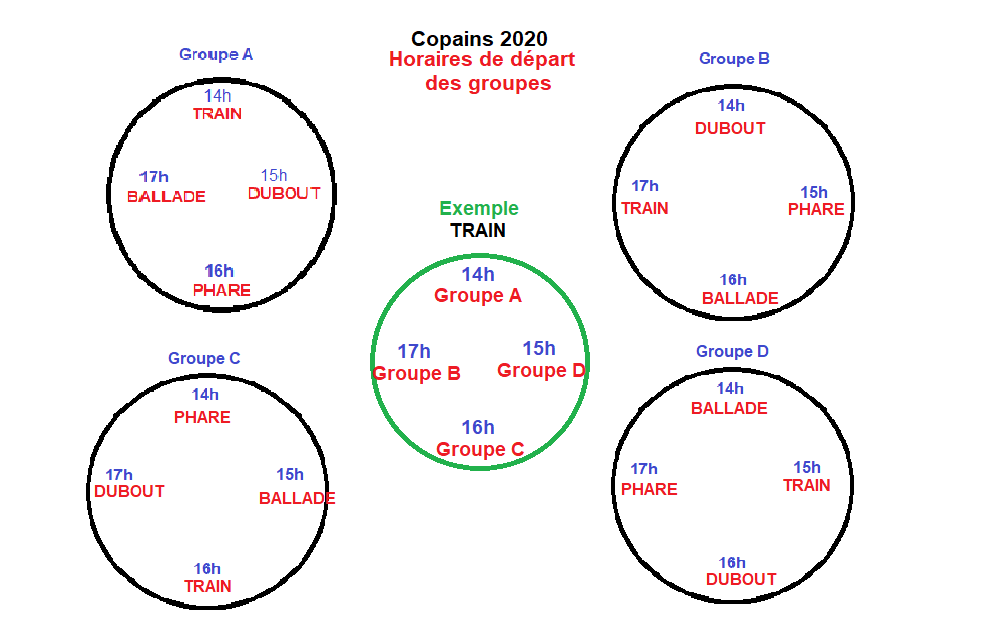 Copains 2020
Horaires de départ
des groupes
Groupe A
14h
TRAIN
17h
BALLADE
15h
DUBOUT
16h
PHARE
Groupe B
14h
DUBOUT
17h
TRAIN
15h
PHARE
16h
BALLADE
Exemple
TRAIN
14h
Groupe A
17h
Groupe B
15h
Groupe D
16h
Groupe C
Groupe C
14h
PHARE
17h
DUBOUT
15h
BALLADE
16h
TRAIN
Groupe D
14h
BALLADE
17h
PHARE
15h
TRAIN
16h
DUBOUT